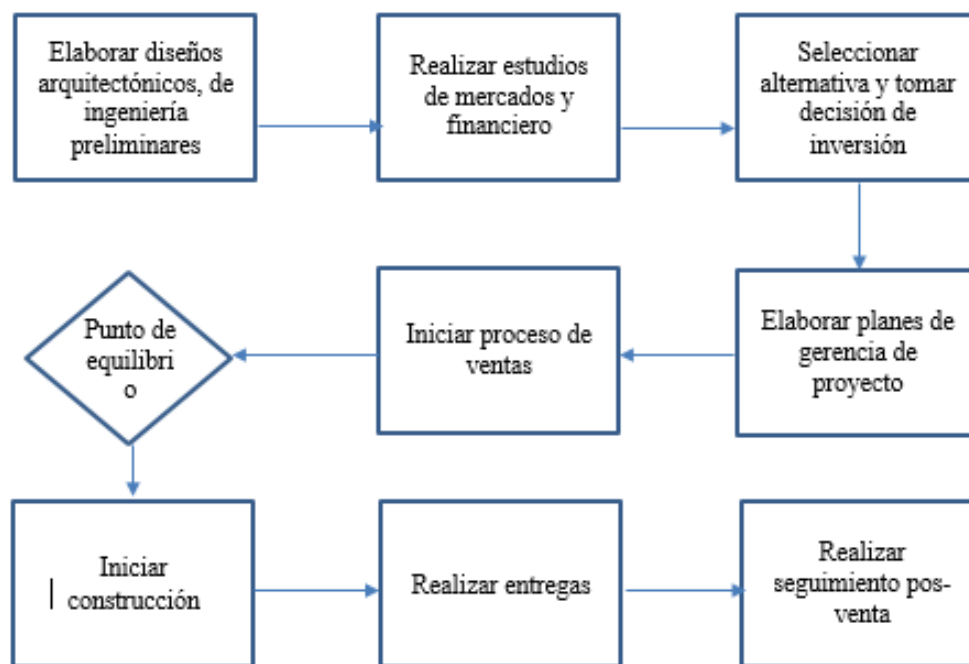 Elaborar diseños
arquitectónicos, de
ingeniería
preliminares
Realizar estudios
de mercados y
financiero
Seleccionar
alternativa y tomar
decisión de
inversión
Elaborar planes de
gerencia de
proyecto
Iniciar proceso de
ventas
Punto de
equilibri
o
Iniciar
construcción
Realizar entregas
Realizar
seguimiento pos-
venta